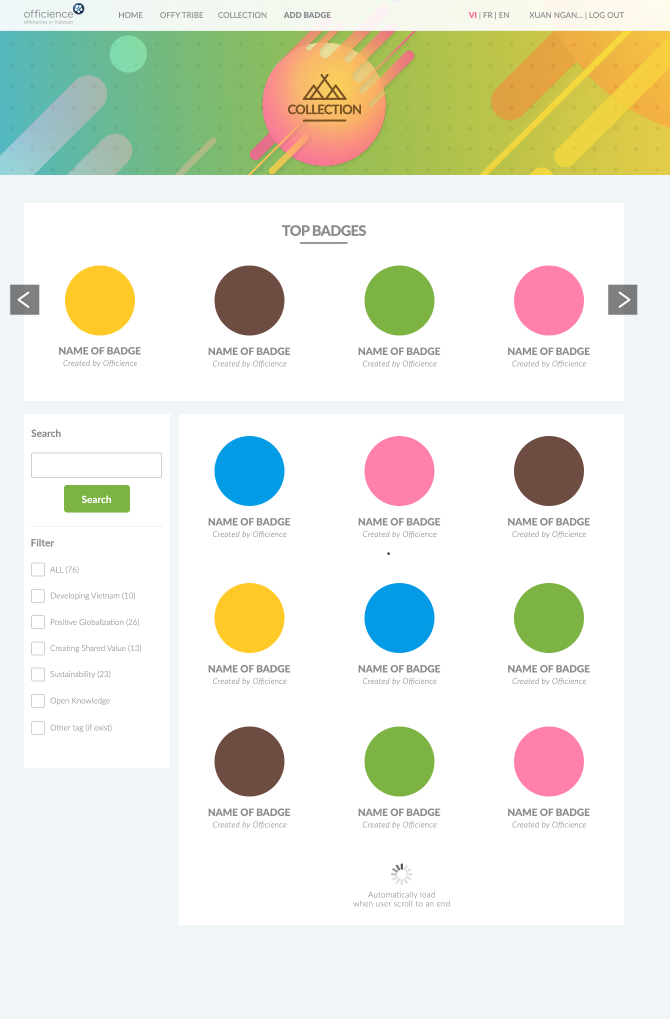 officience
offshoring in Vietnam
HOME OFFY TRIBE COLLECTION ADD BADGE VI | FR | EN XUAN NGAN... | LOG OUT
COLLECTION
TOP BADGES
NAME OF BADGE NAME OF BADGE NAME OF BADGE NAME OF BADGE
Created by Officience Created by Officience Created by Officience Created by Officience
Search
Search
Filter
ALL (76)
Developing Vietnam (10)
Positive Globalization (26)
Creating Shared Value (13)
Sustainability (23)
Open Knowledge
Other tag (if exist)
NAME OF BADGE NAME OF BADGE NAME OF BADGE
Created by Officience Created by Officience Created by Officience
NAME OF BADGE NAME OF BADGE NAME OF BADGE
Created by Officience Created by Officience Created by Officience
NAME OF BADGE NAME OF BADGE NAME OF BADGE
Created by Officience Created by Officience Created by Officience
Automatically load
when user scroll to an end